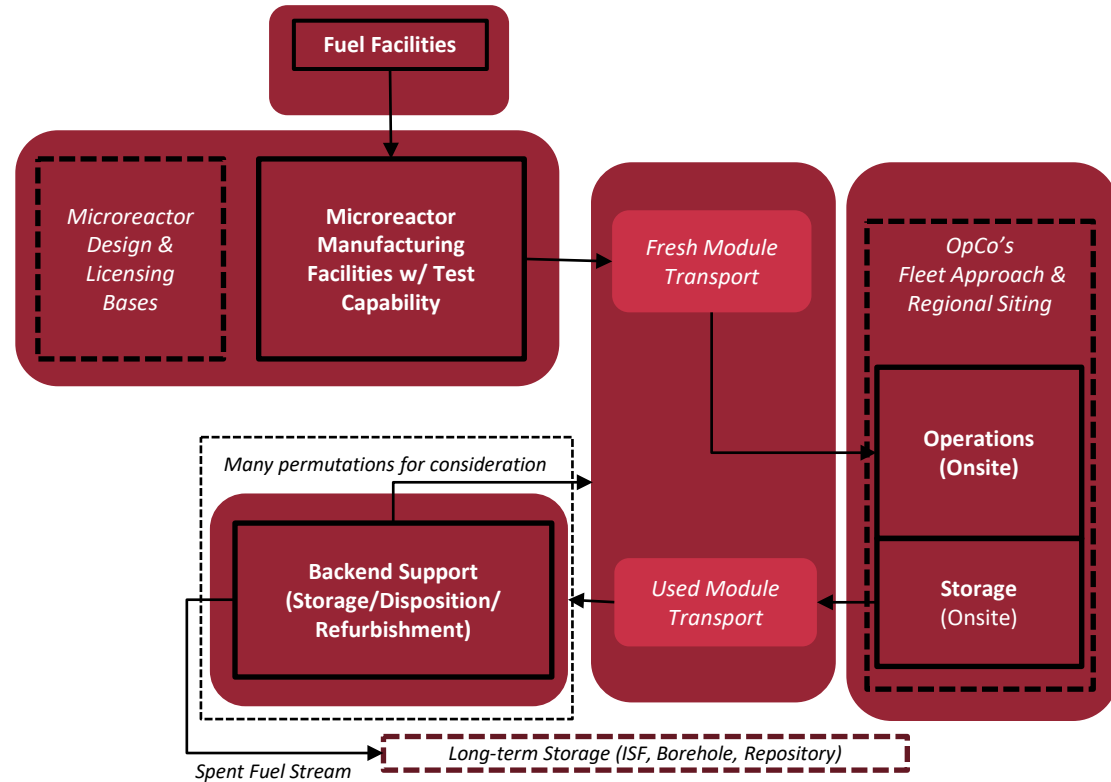 Fuel Facilities
Microreactor
Design &
Licensing
Bases
Microreactor
Manufacturing
Facilities w/ Test
Capability
Fresh Module
Transport
OpCo’s
Fleet Approach &
Regional Siting
Operations
(Onsite)
Many permutations for consideration
Backend Support
(Storage/Disposition/
Refurbishment)
Used Module
Transport
Storage
(Onsite)
Long-term Storage (ISF, Borehole, Repository)
Spent Fuel Stream